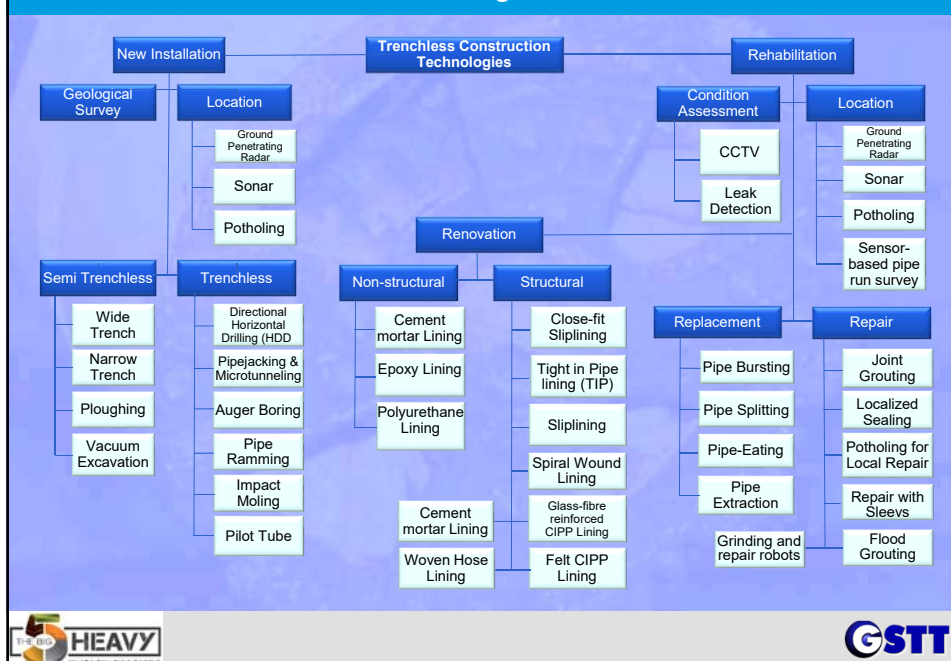 Trenchless Construction
Technologies
New Installation
Rehabilitation
Geological
Survey
Location
Ground
Penetrating
Radar
Sonar
Potholing
Condition
Assessment
CCTV
Leak
Detection
Location
Ground
Penetrating
Radar
Sonar
Potholing
Sensor-
based pipe
run survey
Renovation
Semi Trenchless
Wide
Trench
Narrow
Trench
Ploughing
Vacuum
Excavation
Trenchless
Directional
Horizontal
Drilling (HDD
Pipejacking &
Microtunneling
Auger Boring
Pipe
Ramming
Impact
Moling
Pilot Tube
Non-structural
Cement
mortar Lining
Epoxy Lining
Polyurethane
Lining
Structural
Close-fit
Sliplining
Tight in Pipe
lining (TIP)
Sliplining
Spiral Wound
Lining
Cement
mortar Lining
Glass-fibre
reinforced
CIPP Lining
Woven Hose
Lining
Felt CIPP
Lining
Replacement
Pipe Bursting
Pipe Splitting
Pipe-Eating
Pipe
Extraction
Repair
Joint
Grouting
Localized
Sealing
Potholing for
Local Repair
Repair with
Sleevs
Grinding and
repair robots
Flood
Grouting
THE BIG 5 HEAVY
GSTT